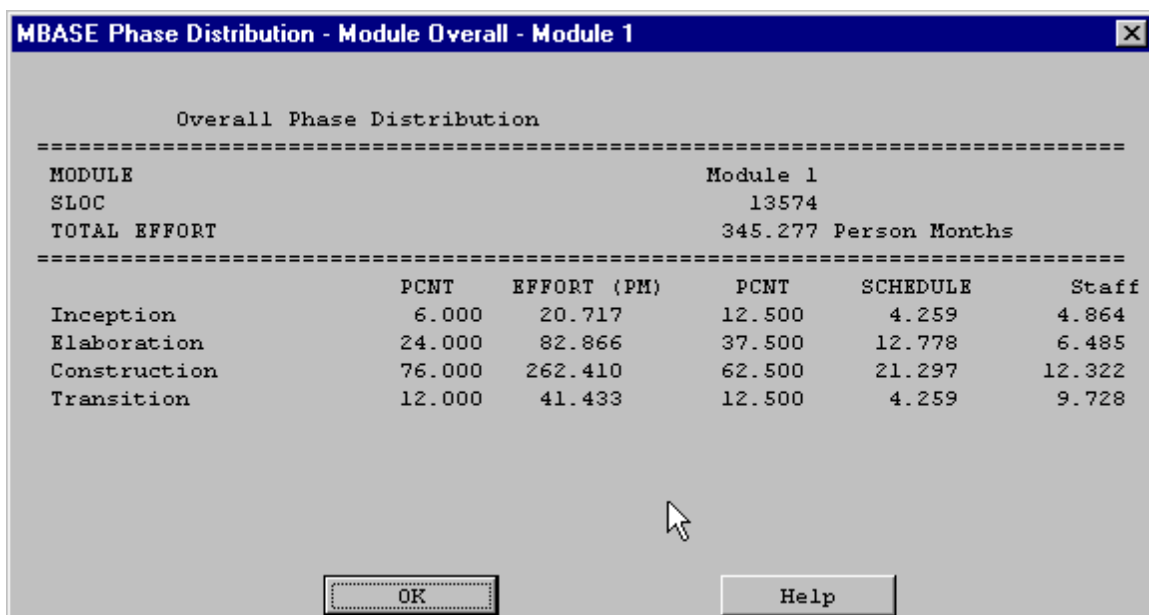 MBASE Phase Distribution - Module Overall - Module 1
Overall Phase Distribution
================================================================================
MODULE Module 1
SLOC 13574
TOTAL EFFORT 345.277 Person Months
================================================================================
PCNT EFFORT (PM) PCNT SCHEDULE Staff
Inception 6.000 20.717 12.500 4.259 4.864
Elaboration 24.000 82.866 37.500 12.778 6.485
Construction 76.000 262.410 62.500 21.297 12.322
Transition 12.000 41.433 12.500 4.259 9.728
OK Help